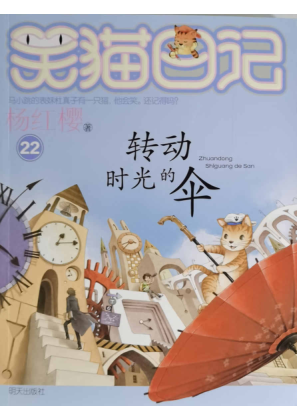 笑猫日记
杨红樱 著
22
转动
时光的
伞
Zhuandong
Shiguang de San
明天出版社